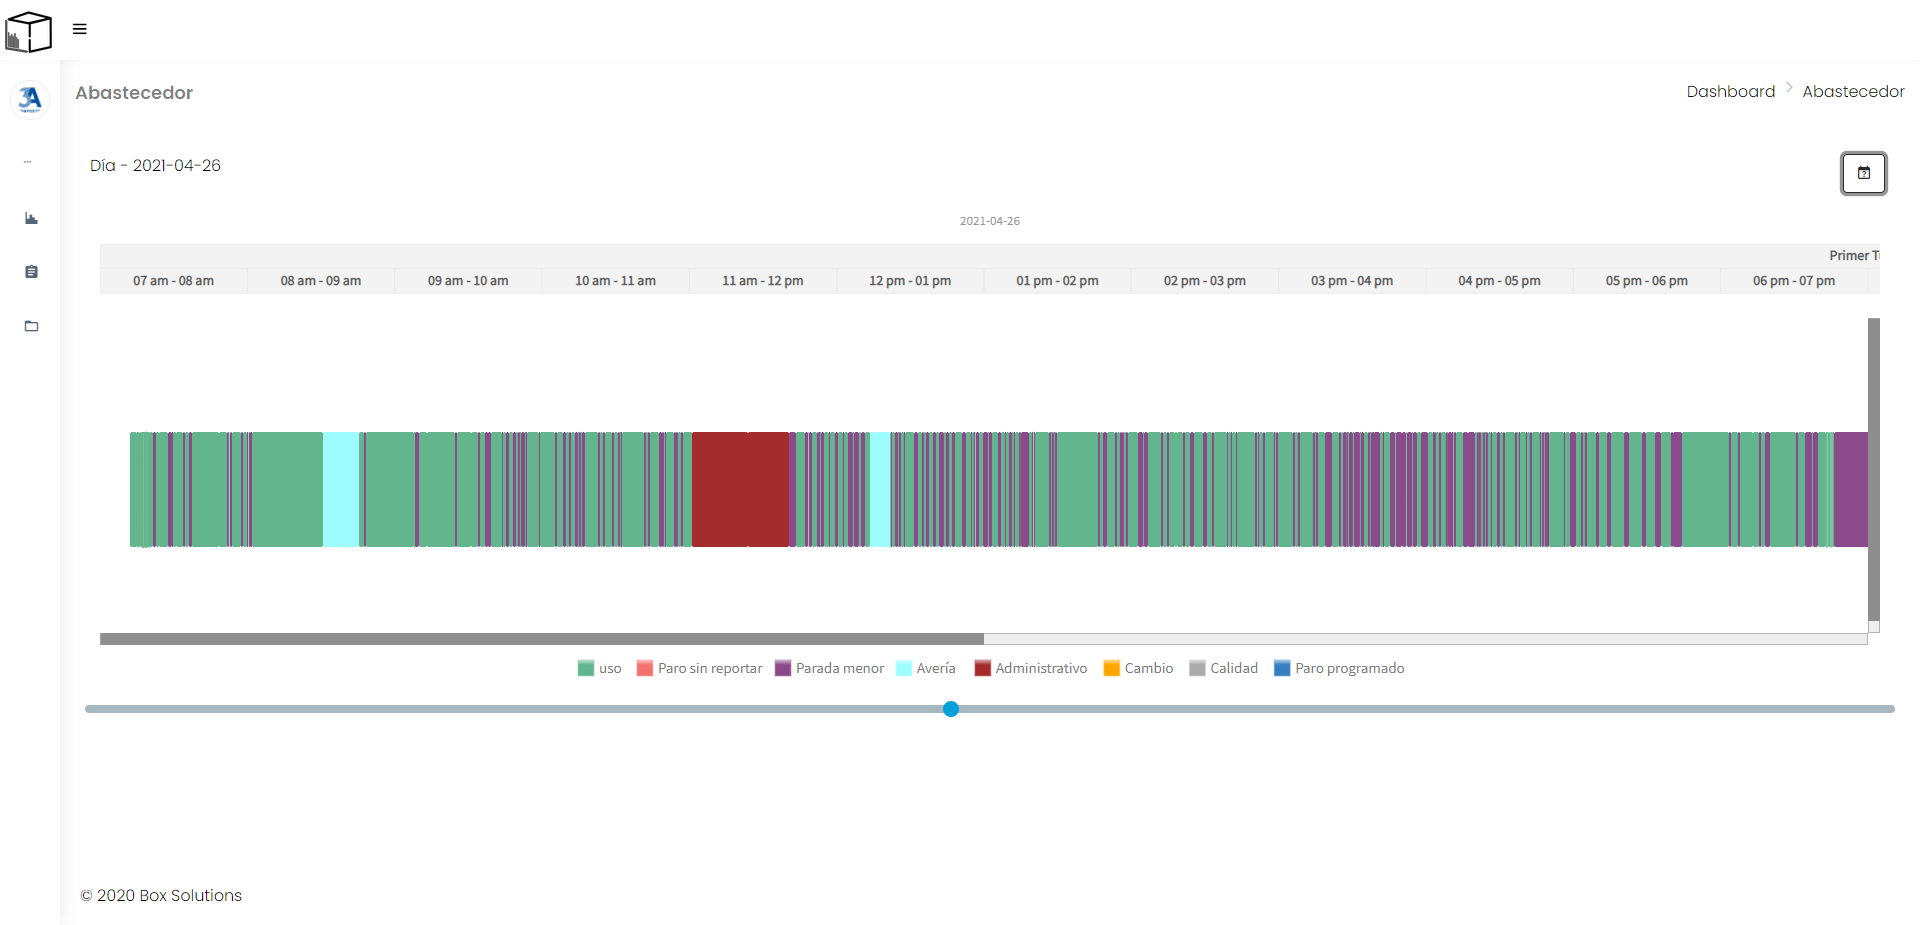 Abastecedor
Dashboard > Abastecedor
3A
...
Día - 2021-04-26
2021-04-26
Primer T
07 am - 08 am 08 am - 09 am 09 am - 10 am 10 am - 11 am 11 am - 12 pm 12 pm - 01 pm 01 pm - 02 pm 02 pm - 03 pm 03 pm - 04 pm 04 pm - 05 pm 05 pm - 06 pm 06 pm - 07 pm
uso Paro sin reportar Parada menor Avería Administrativo Cambio Calidad Paro programado
© 2020 Box Solutions